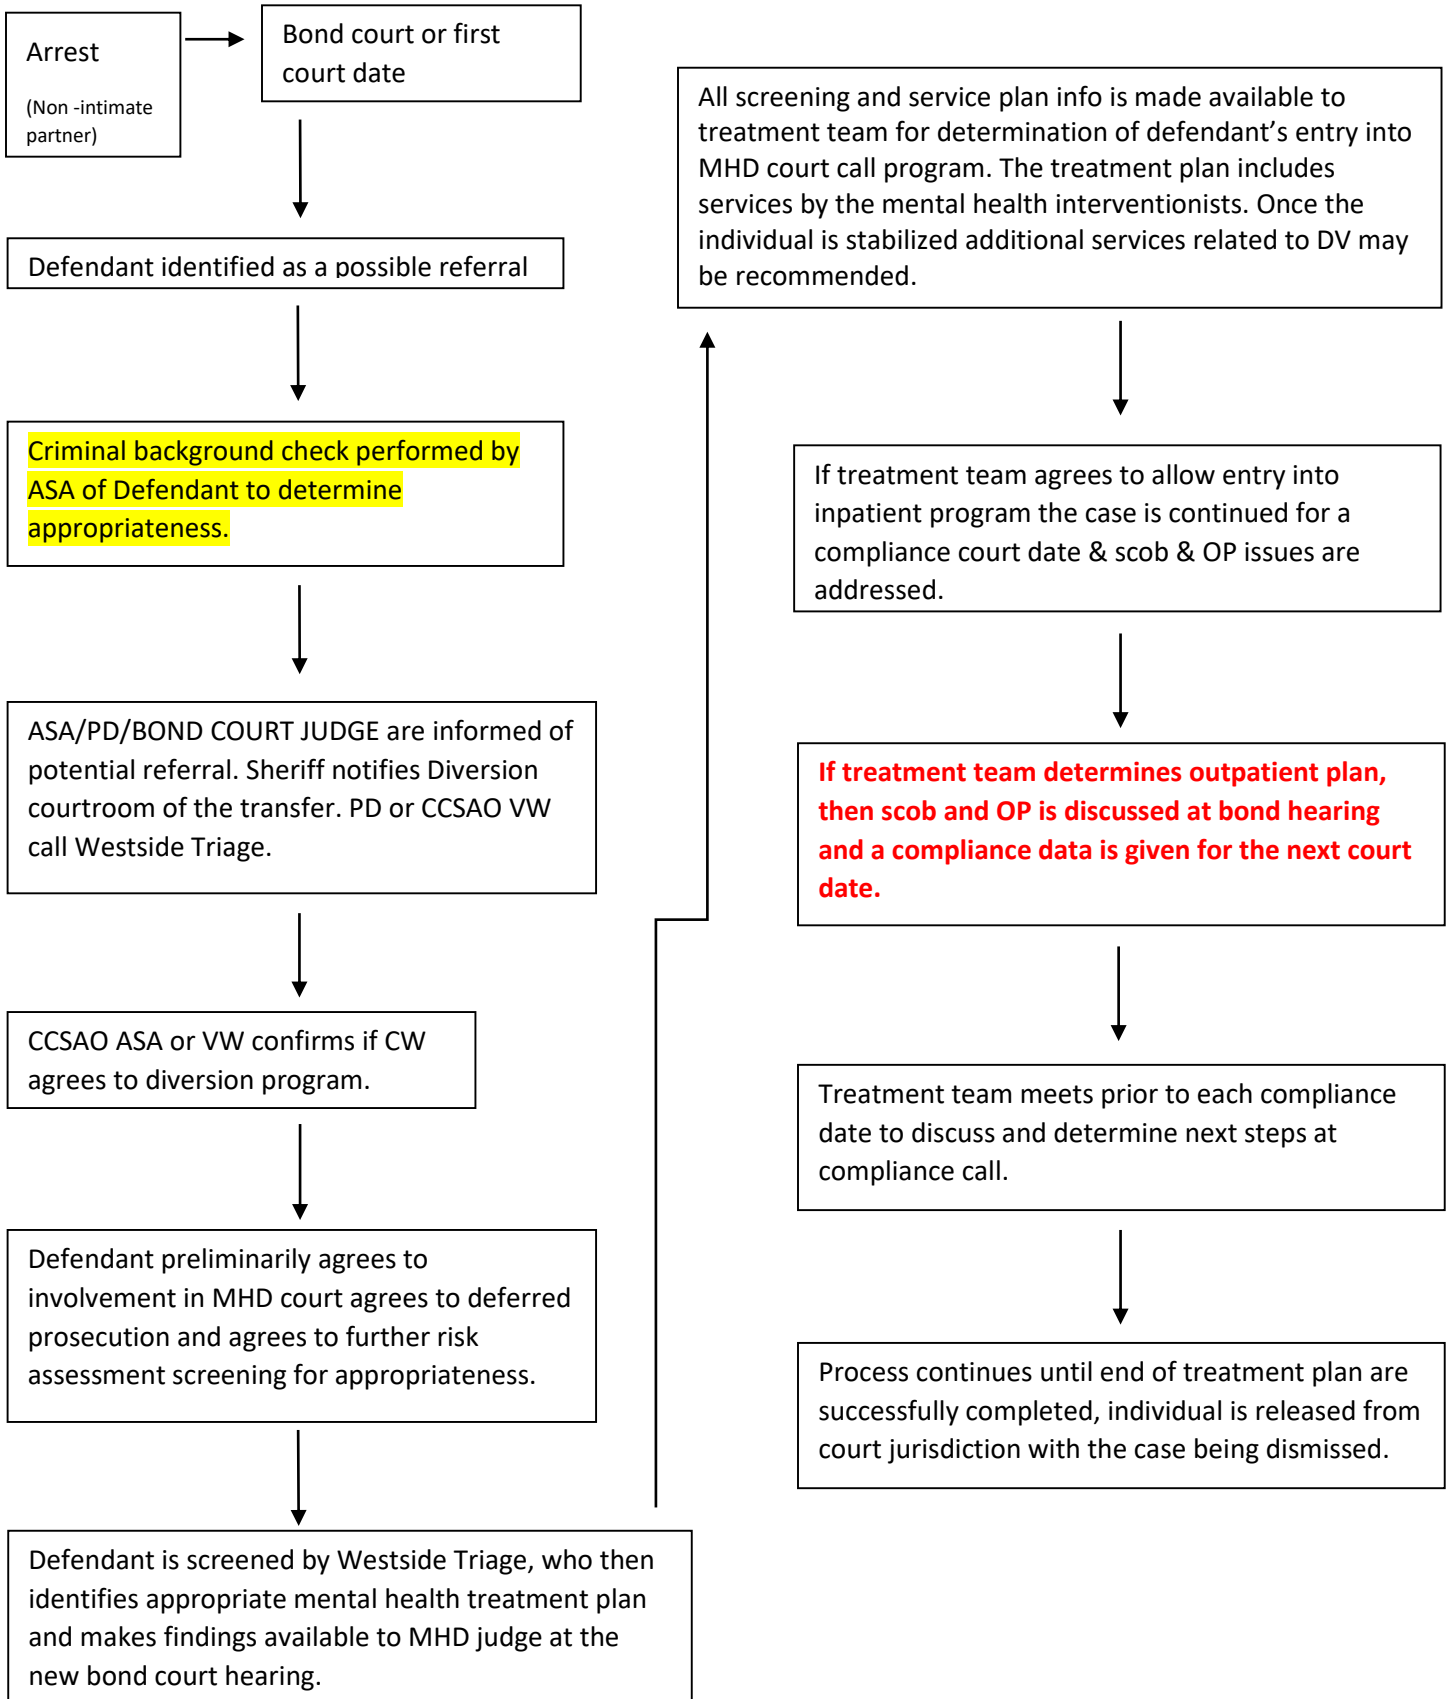 Arrest
(Non -intimate
partner)
Bond court or first
court date
Defendant identified as a possible referral
Criminal background check performed by
ASA of Defendant to determine
appropriateness.
ASA/PD/BOND COURT JUDGE are informed of
potential referral. Sheriff notifies Diversion
courtroom of the transfer. PD or CCSAO VW
call Westside Triage.
CCSAO ASA or VW confirms if CW
agrees to diversion program.
Defendant preliminarily agrees to
involvement in MHD court agrees to deferred
prosecution and agrees to further risk
assessment screening for appropriateness.
Defendant is screened by Westside Triage, who then
identifies appropriate mental health treatment plan
and makes findings available to MHD judge at the
new bond court hearing.
All screening and service plan info is made available to
treatment team for determination of defendant’s entry into
MHD court call program. The treatment plan includes
services by the mental health interventionists. Once the
individual is stabilized additional services related to DV may
be recommended.
If treatment team agrees to allow entry into
inpatient program the case is continued for a
compliance court date & scob & OP issues are
addressed.
If treatment team determines outpatient plan,
then scob and OP is discussed at bond hearing
and a compliance data is given for the next court
date.
Treatment team meets prior to each compliance
date to discuss and determine next steps at
compliance call.
Process continues until end of treatment plan are
successfully completed, individual is released from
court jurisdiction with the case being dismissed.